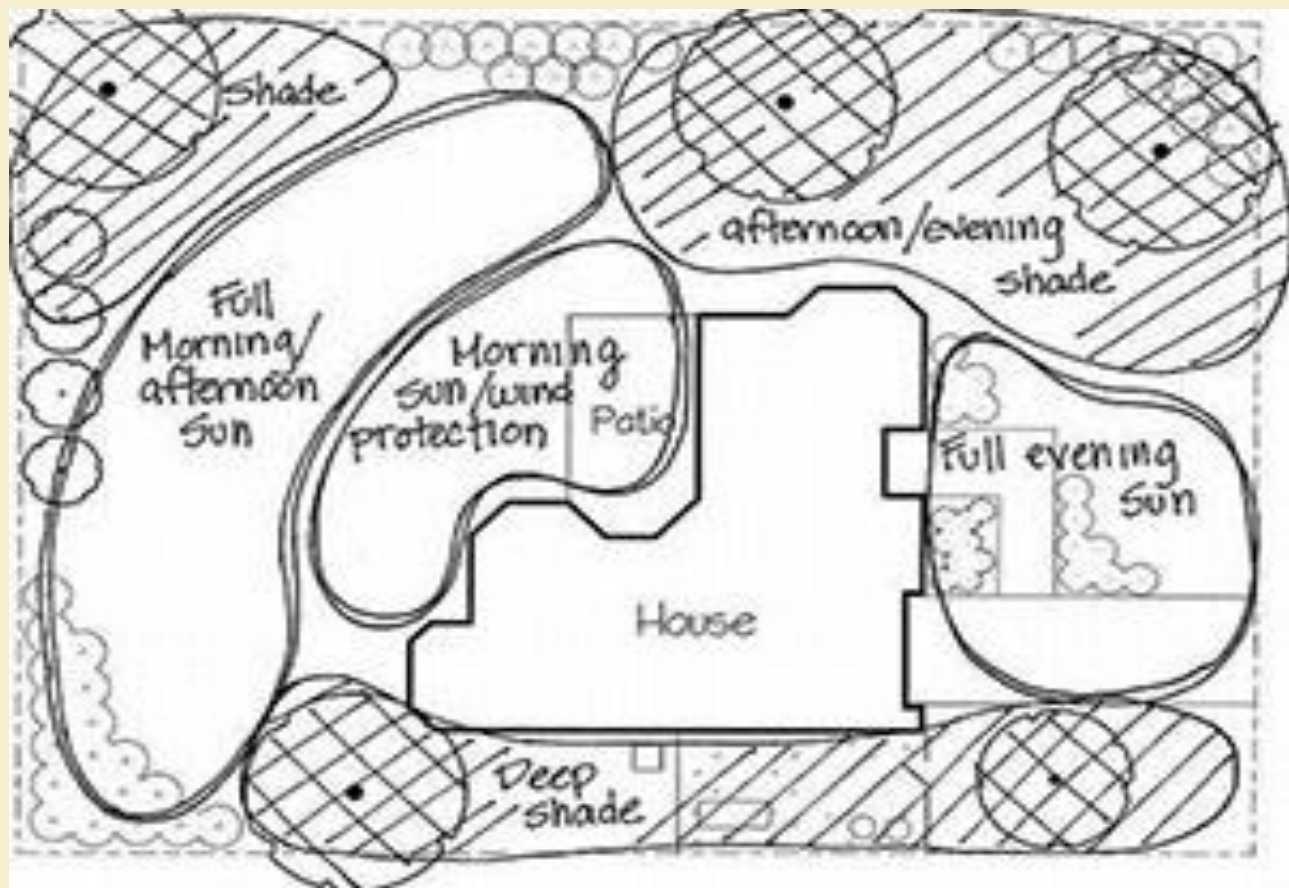 shade
afternoon/evening
shade
Full
Morning/
afternoon
Sun
Morning
Sun/wind
protection
Patio
Full evening
Sun
House
Deep
shade